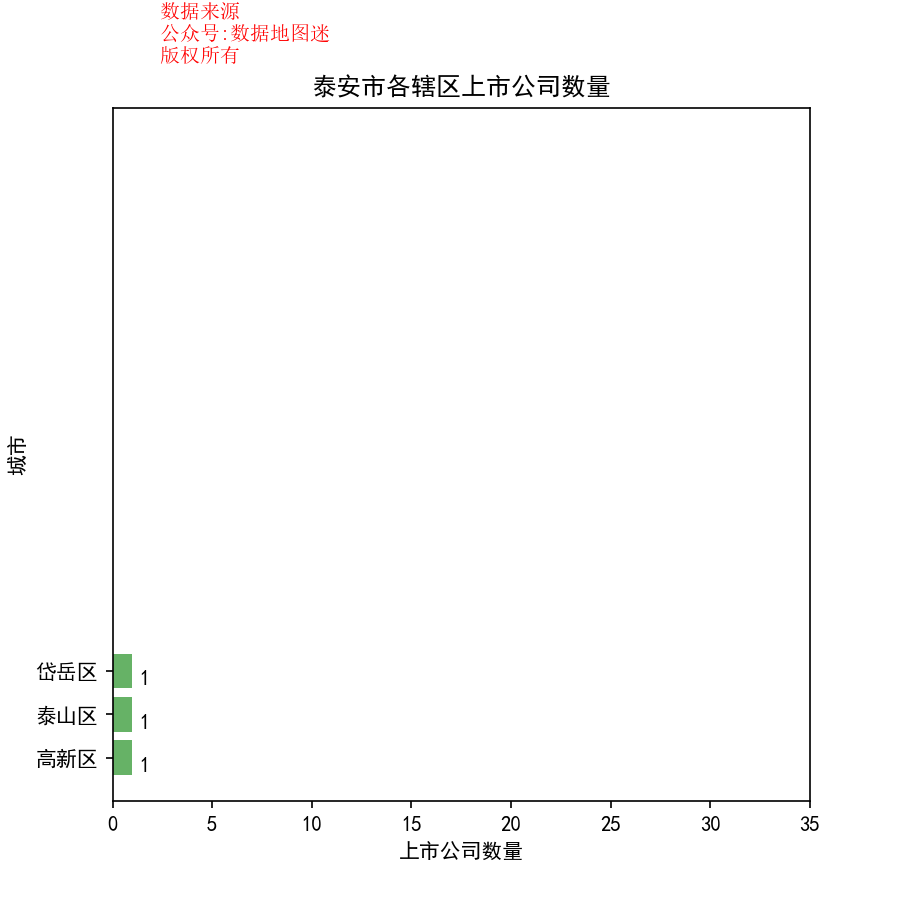 数据来源
公众号:数据地图迷
版权所有
泰安市各辖区上市公司数量
城市
岱岳区 1
泰山区 1
高新区 1
0 5 10 15 20 25 30 35
上市公司数量